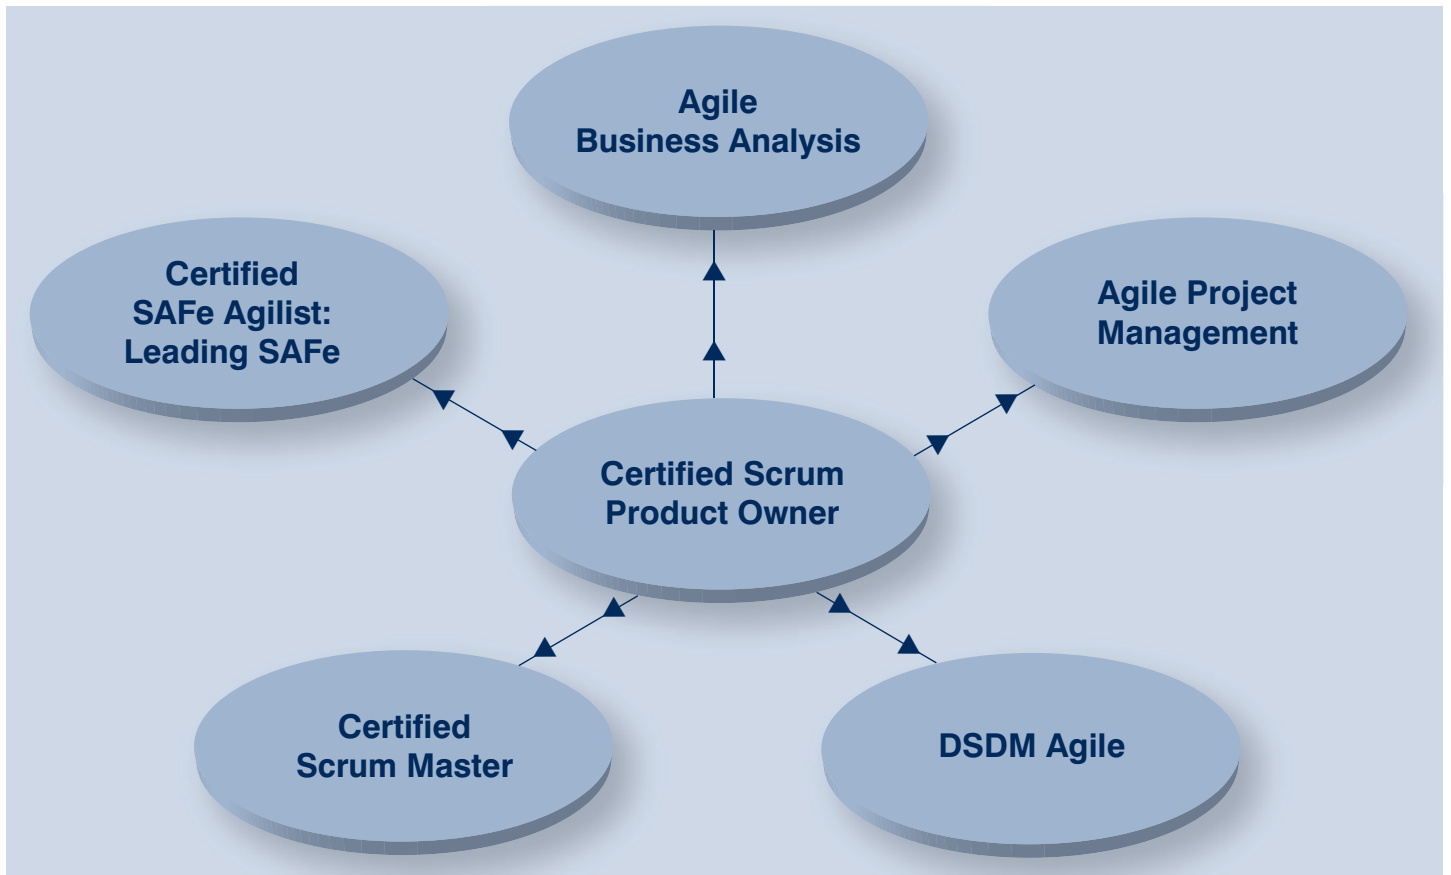 Agile
Business Analysis
Certified
SAFe Agilist:
Leading SAFe
Agile Project
Management
Certified Scrum
Product Owner
Certified
Scrum Master
DSDM Agile